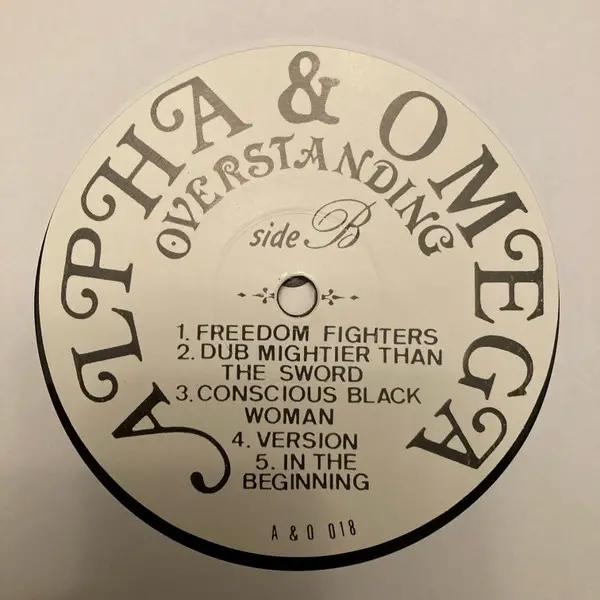 ALPHA & OMEGA
OVERSTANDING
side B
1. FREEDOM FIGHTERS
2. DUB MIGHTIER THAN
THE SWORD
3. CONSCIOUS BLACK
WOMAN
4. VERSION
5. IN THE
BEGINNING
A & O 018